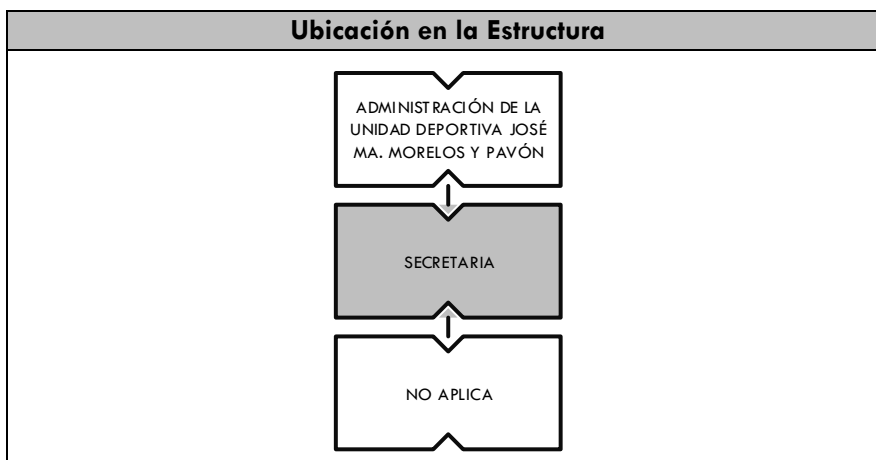 Ubicación en la Estructura
ADMINISTRACIÓN DE LA
UNIDAD DEPORTIVA JOSÉ
MA. MORELOS Y PAVÓN
SECRETARIA
NO APLICA